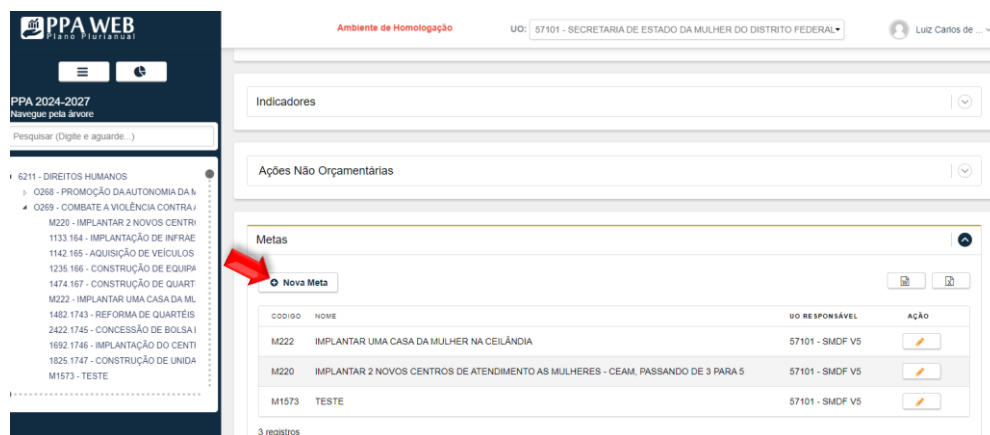 PPA WEB
Plano Plurianual
Ambiente de Homologação
UO: 57101 - SECRETARIA DE ESTADO DA MULHER DO DISTRITO FEDERAL
Luiz Carlos de ...
PPA 2024-2027
Navegue pela árvore
Pesquisar (Digite e aguarde...)
6211 - DIREITOS HUMANOS
O268 - PROMOÇÃO DA AUTONOMIA DA M
O269 - COMBATE A VIOLÊNCIA CONTRA A
M220 - IMPLANTAR 2 NOVOS CENTR
1133.164 - IMPLANTAÇÃO DE INFRAE
1142.165 - AQUISIÇÃO DE VEÍCULOS
1235.166 - CONSTRUÇÃO DE EQUIPA
1474.167 - CONSTRUÇÃO DE QUART
M222 - IMPLANTAR UMA CASA DA MU
1482.1743 - REFORMA DE QUARTÉIS
2422.1745 - CONCESSÃO DE BOLSA
1692.1746 - IMPLANTAÇÃO DO CENT
1825.1747 - CONSTRUÇÃO DE UNIDA
M1573 - TESTE
Indicadores
Ações Não Orçamentárias
Metas
Nova Meta
CODIGO NOME UO RESPONSÁVEL AÇÃO
M222 IMPLANTAR UMA CASA DA MULHER NA CEILÂNDIA 57101 - SMDF V5
M220 IMPLANTAR 2 NOVOS CENTROS DE ATENDIMENTO AS MULHERES - CEAM, PASSANDO DE 3 PARA 5 57101 - SMDF V5
M1573 TESTE 57101 - SMDF V5
3 registros